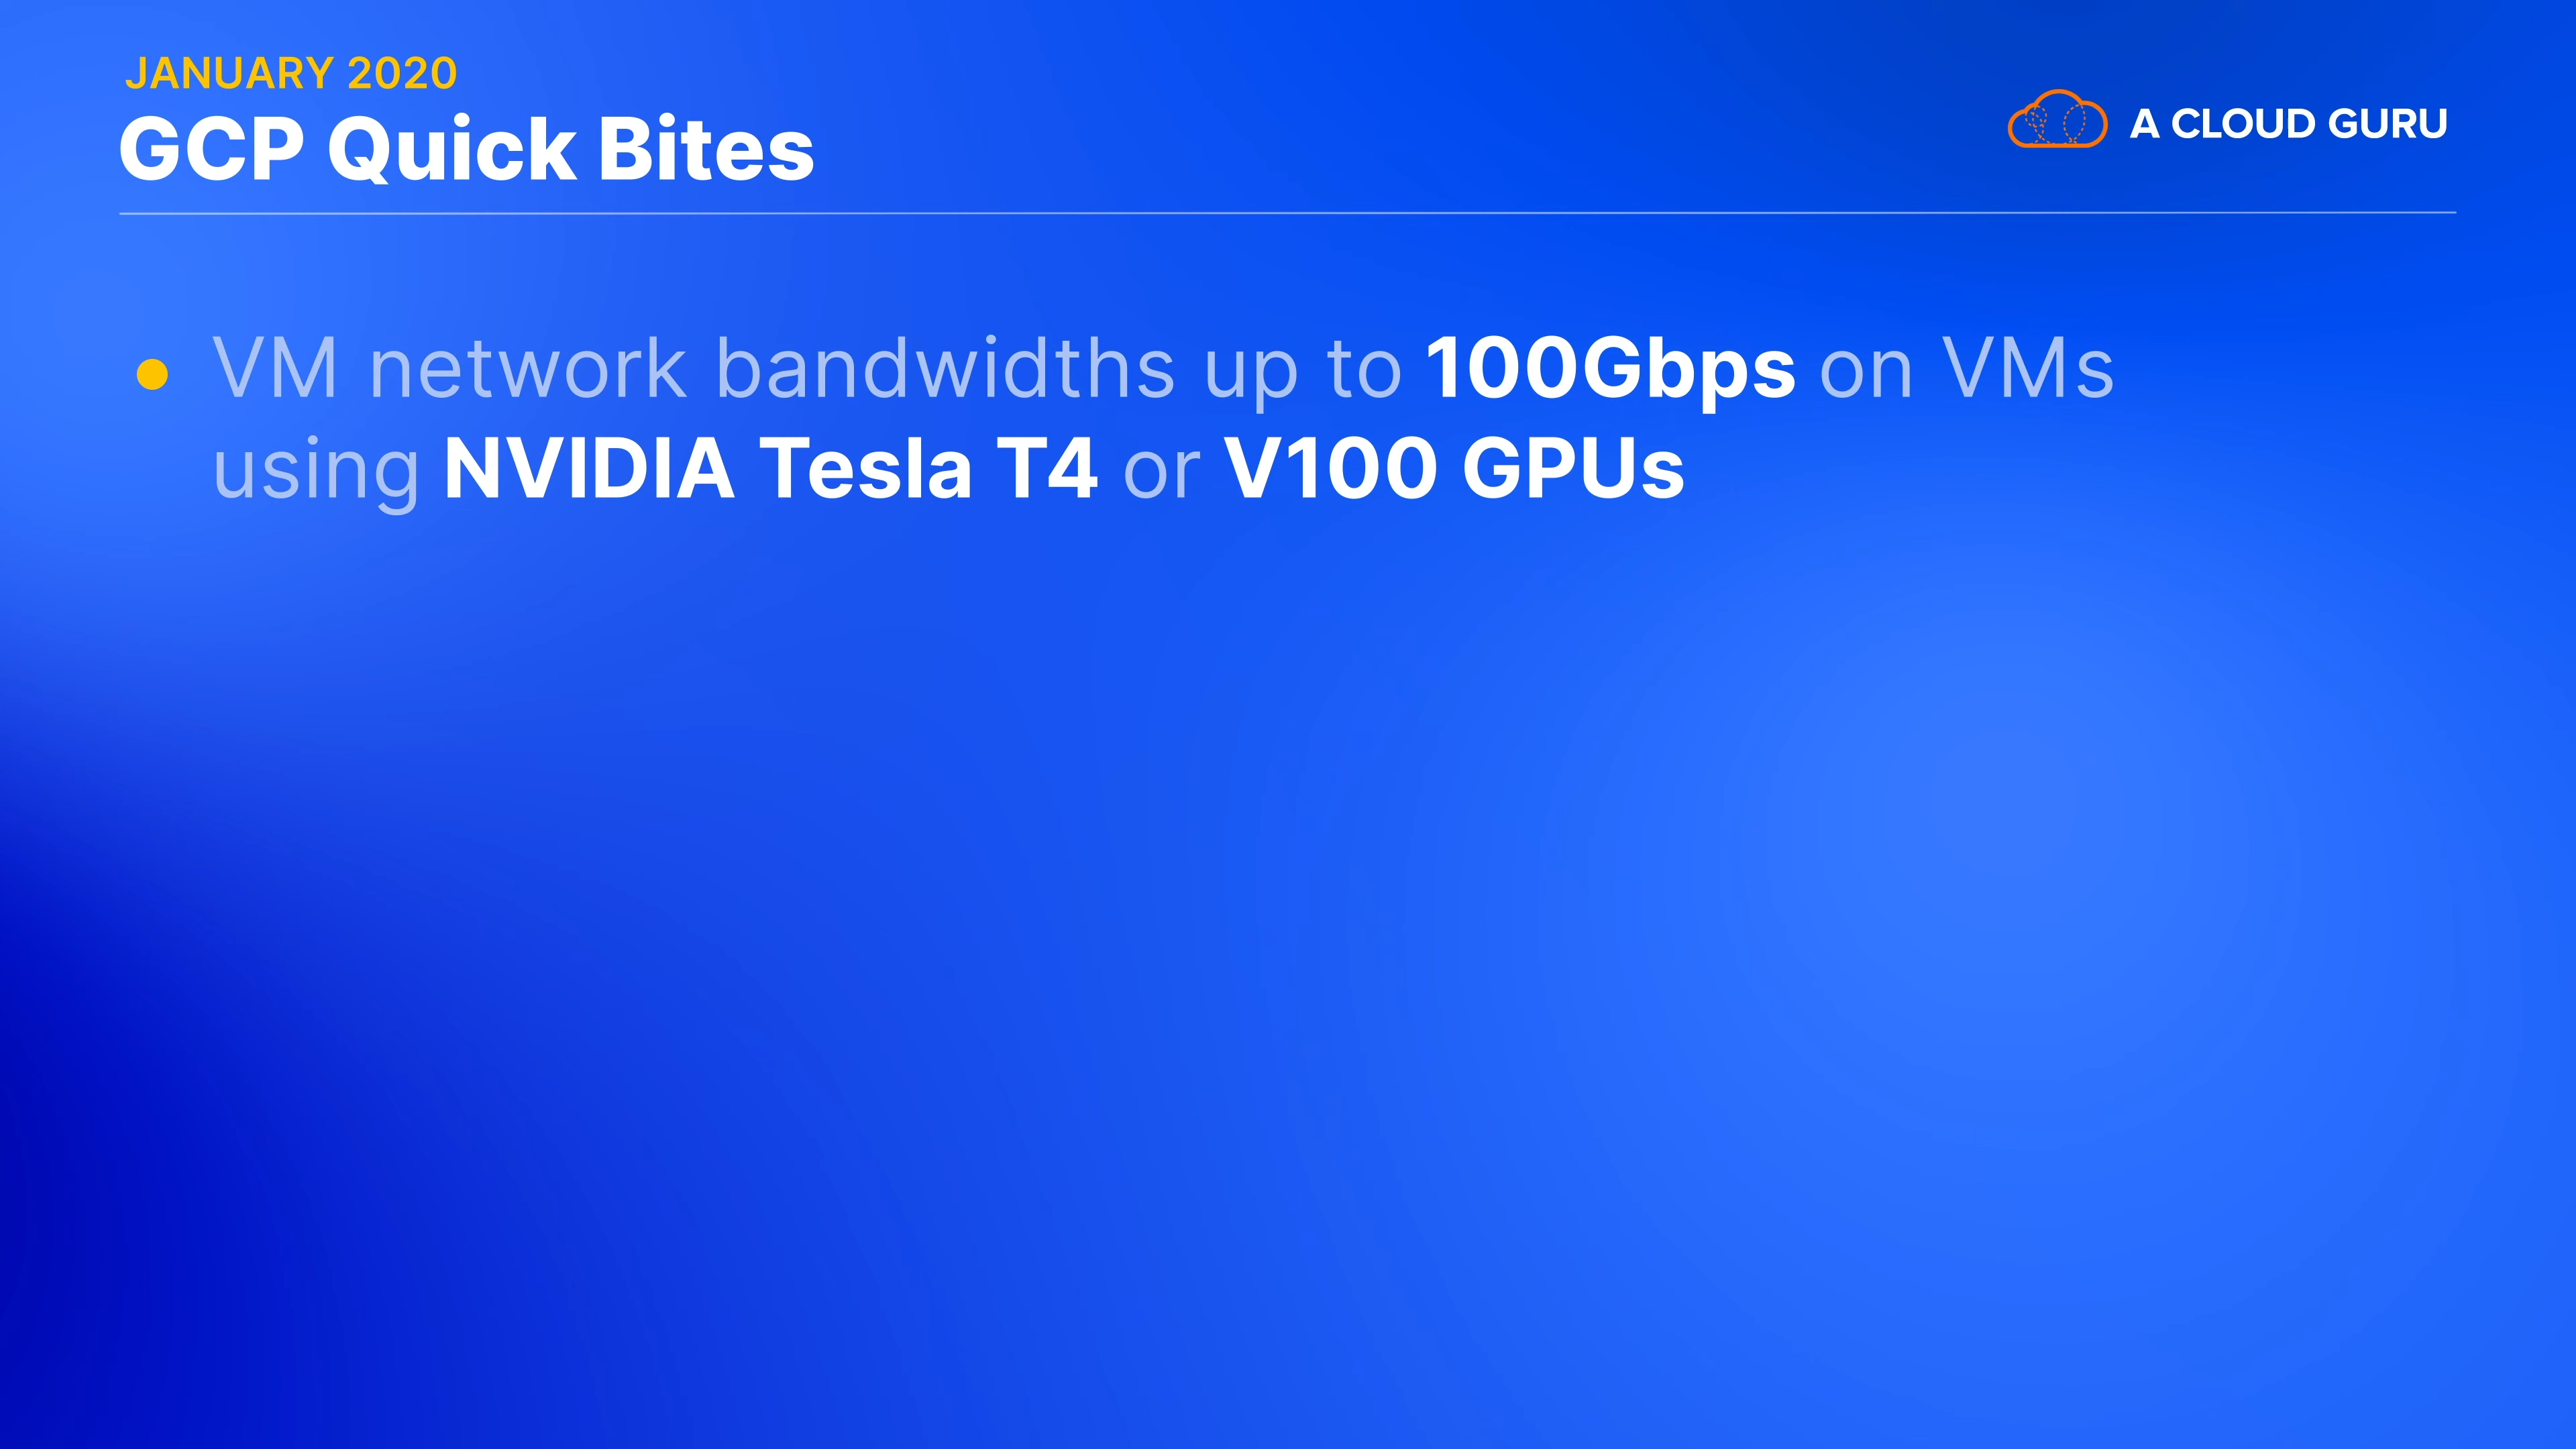 JANUARY 2020
GCP Quick Bites
A CLOUD GURU
VM network bandwidths up to 100Gbps on VMs
using NVIDIA Tesla T4 or V100 GPUs